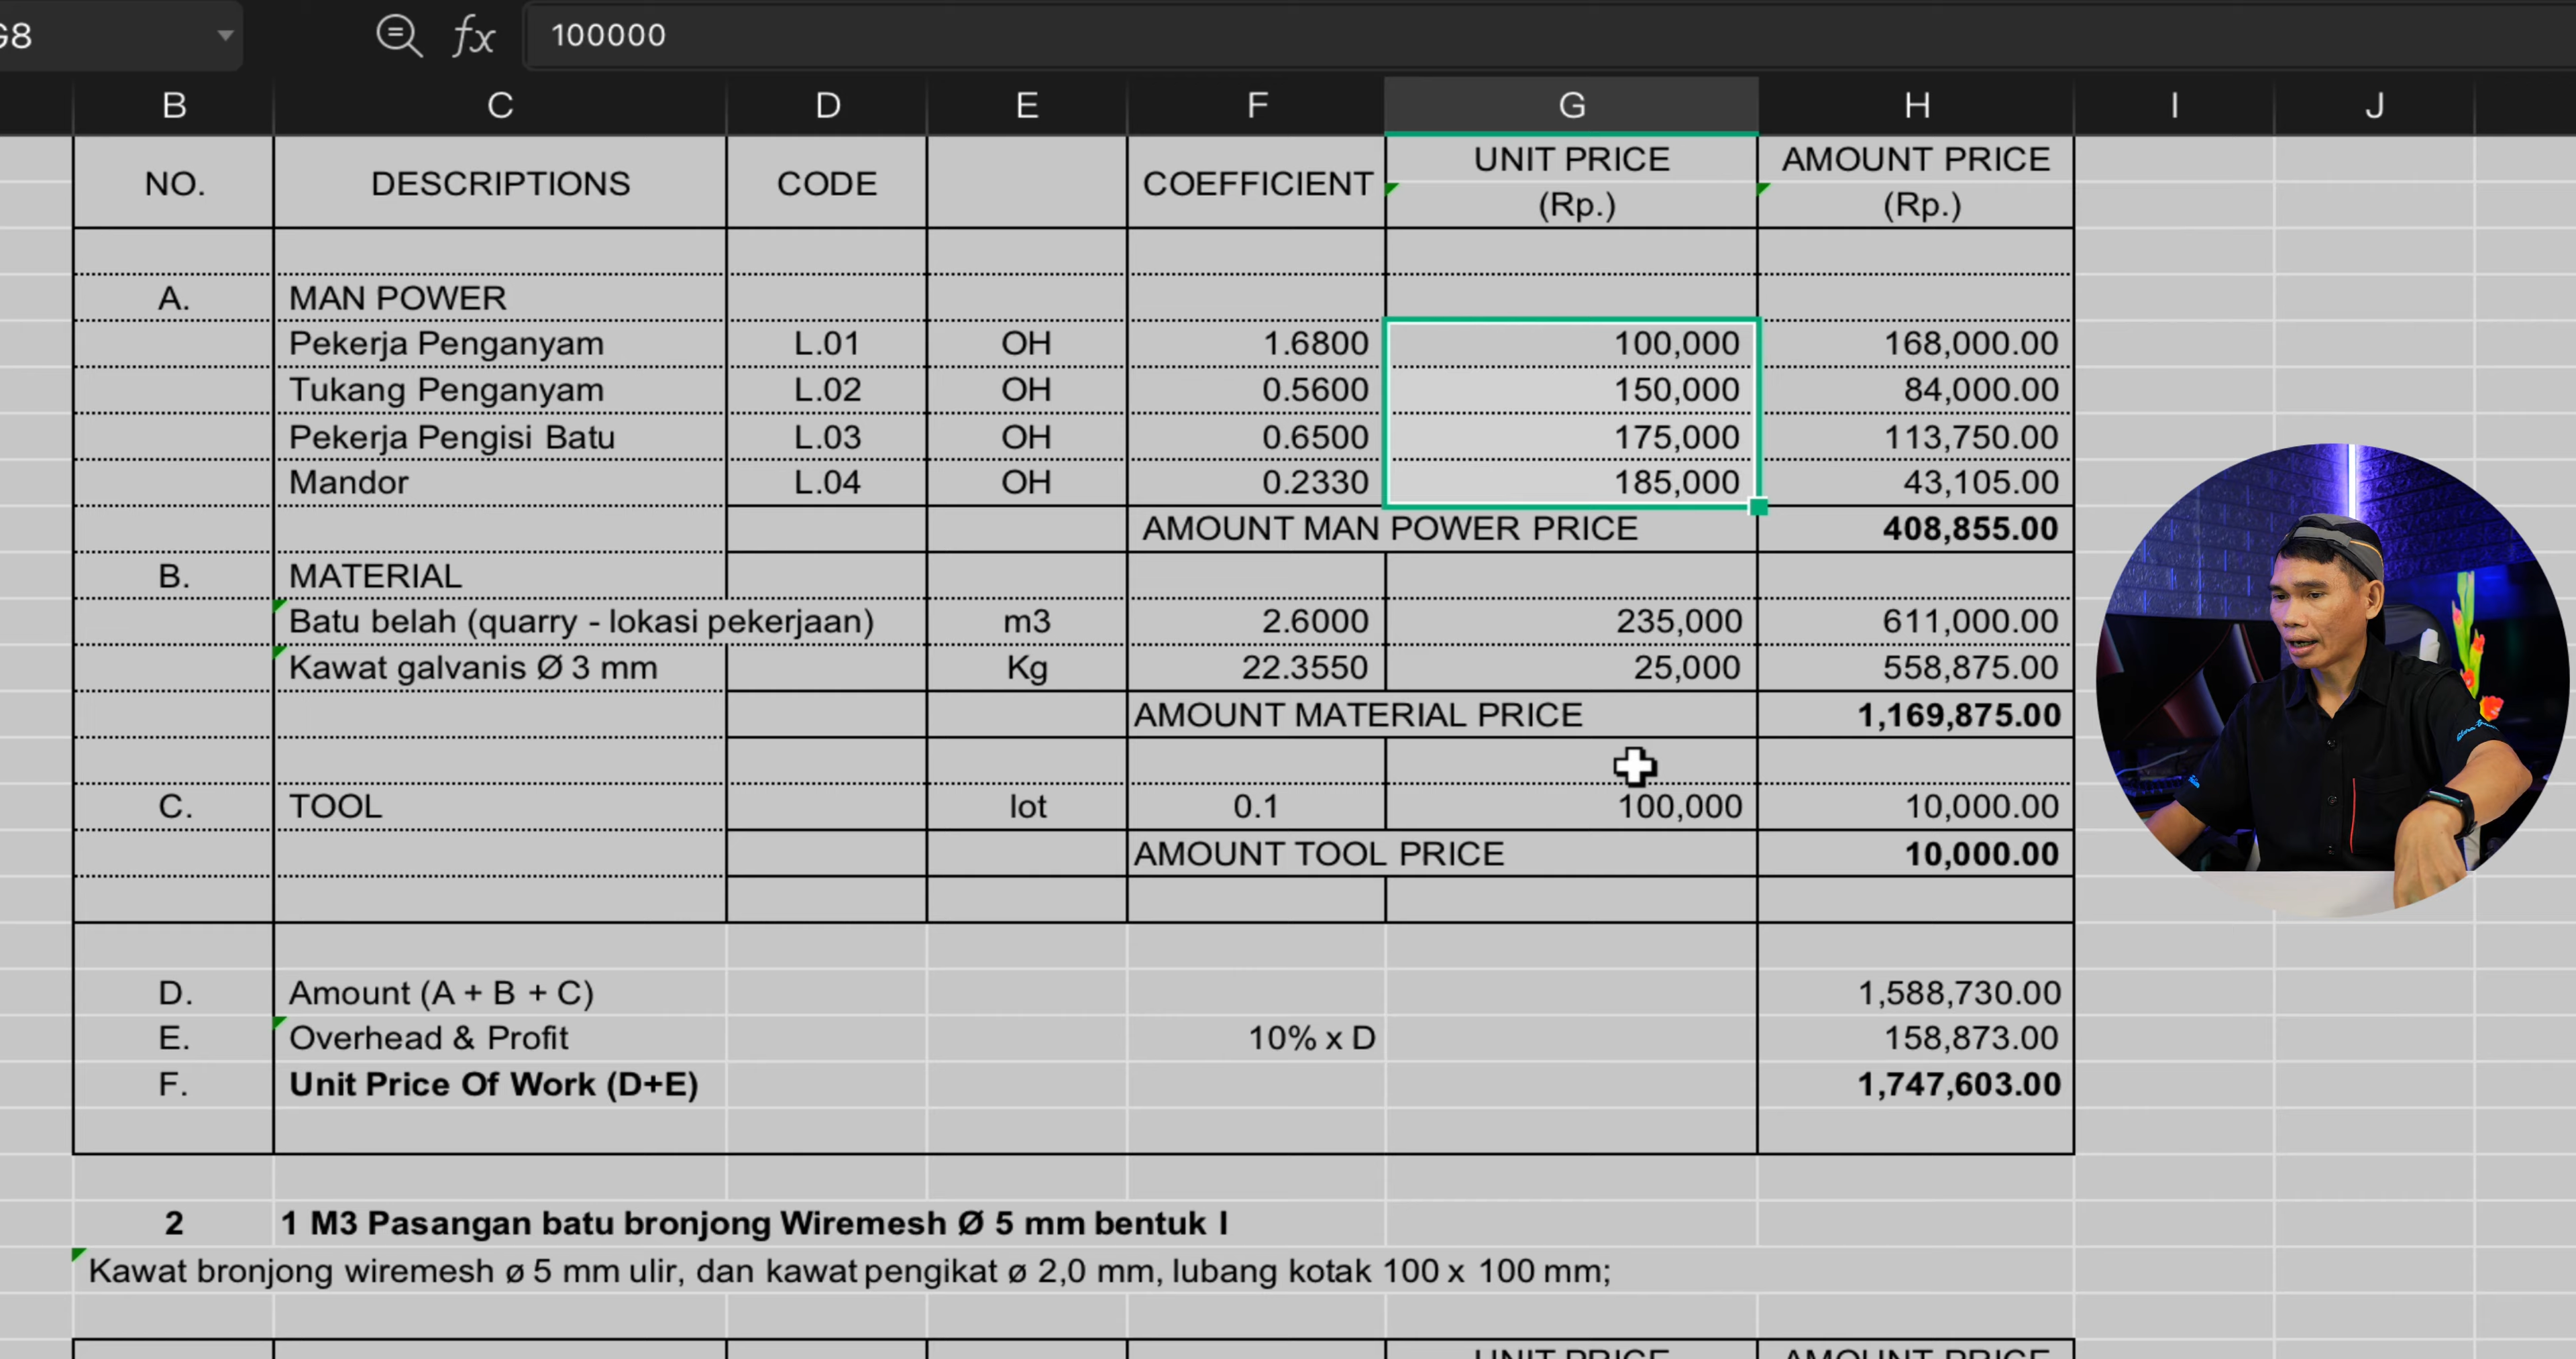 G8 fx 100000
B C D E F G H I J
NO. DESCRIPTIONS CODE COEFFICIENT UNIT PRICE (Rp.) AMOUNT PRICE (Rp.)
A. MAN POWER
Pekerja Penganyam L.01 OH 1.6800 100,000 168,000.00
Tukang Penganyam L.02 OH 0.5600 150,000 84,000.00
Pekerja Pengisi Batu L.03 OH 0.6500 175,000 113,750.00
Mandor L.04 OH 0.2330 185,000 43,105.00
AMOUNT MAN POWER PRICE 408,855.00
B. MATERIAL
Batu belah (quarry - lokasi pekerjaan) m3 2.6000 235,000 611,000.00
Kawat galvanis Ø 3 mm Kg 22.3550 25,000 558,875.00
AMOUNT MATERIAL PRICE 1,169,875.00
C. TOOL lot 0.1 100,000 10,000.00
AMOUNT TOOL PRICE 10,000.00
D. Amount (A + B + C) 1,588,730.00
E. Overhead & Profit 10% x D 158,873.00
F. Unit Price Of Work (D+E) 1,747,603.00
2 1 M3 Pasangan batu bronjong Wiremesh Ø 5 mm bentuk I
Kawat bronjong wiremesh ø 5 mm ulir, dan kawat pengikat ø 2,0 mm, lubang kotak 100 x 100 mm;
UNIT PRICE AMOUNT PRICE